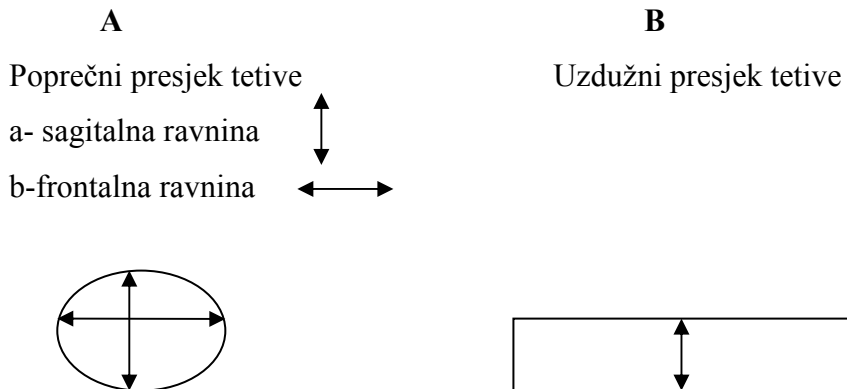 A
B
Poprečni presjek tetive
Uzdužni presjek tetive
a- sagitalna ravnina
b-frontalna ravnina